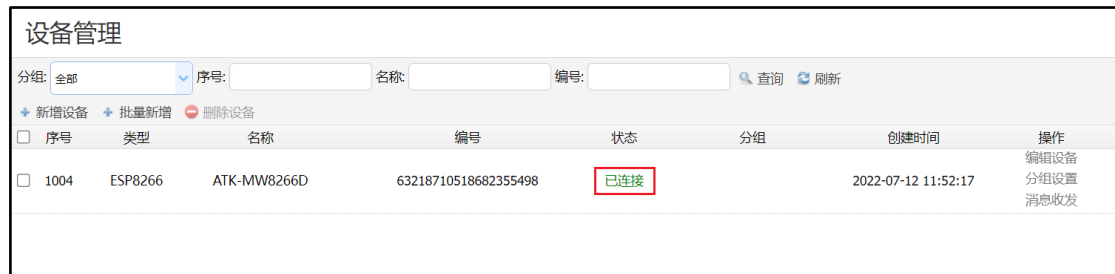 设备管理
分组: 全部 序号: 名称: 编号: 查询 刷新
新增设备 批量新增 删除设备
序号 类型 名称 编号 状态 分组 创建时间 操作
编辑设备
1004 ESP8266 ATK-MW8266D 63218710518682355498 已连接 2022-07-12 11:52:17 分组设置
消息收发